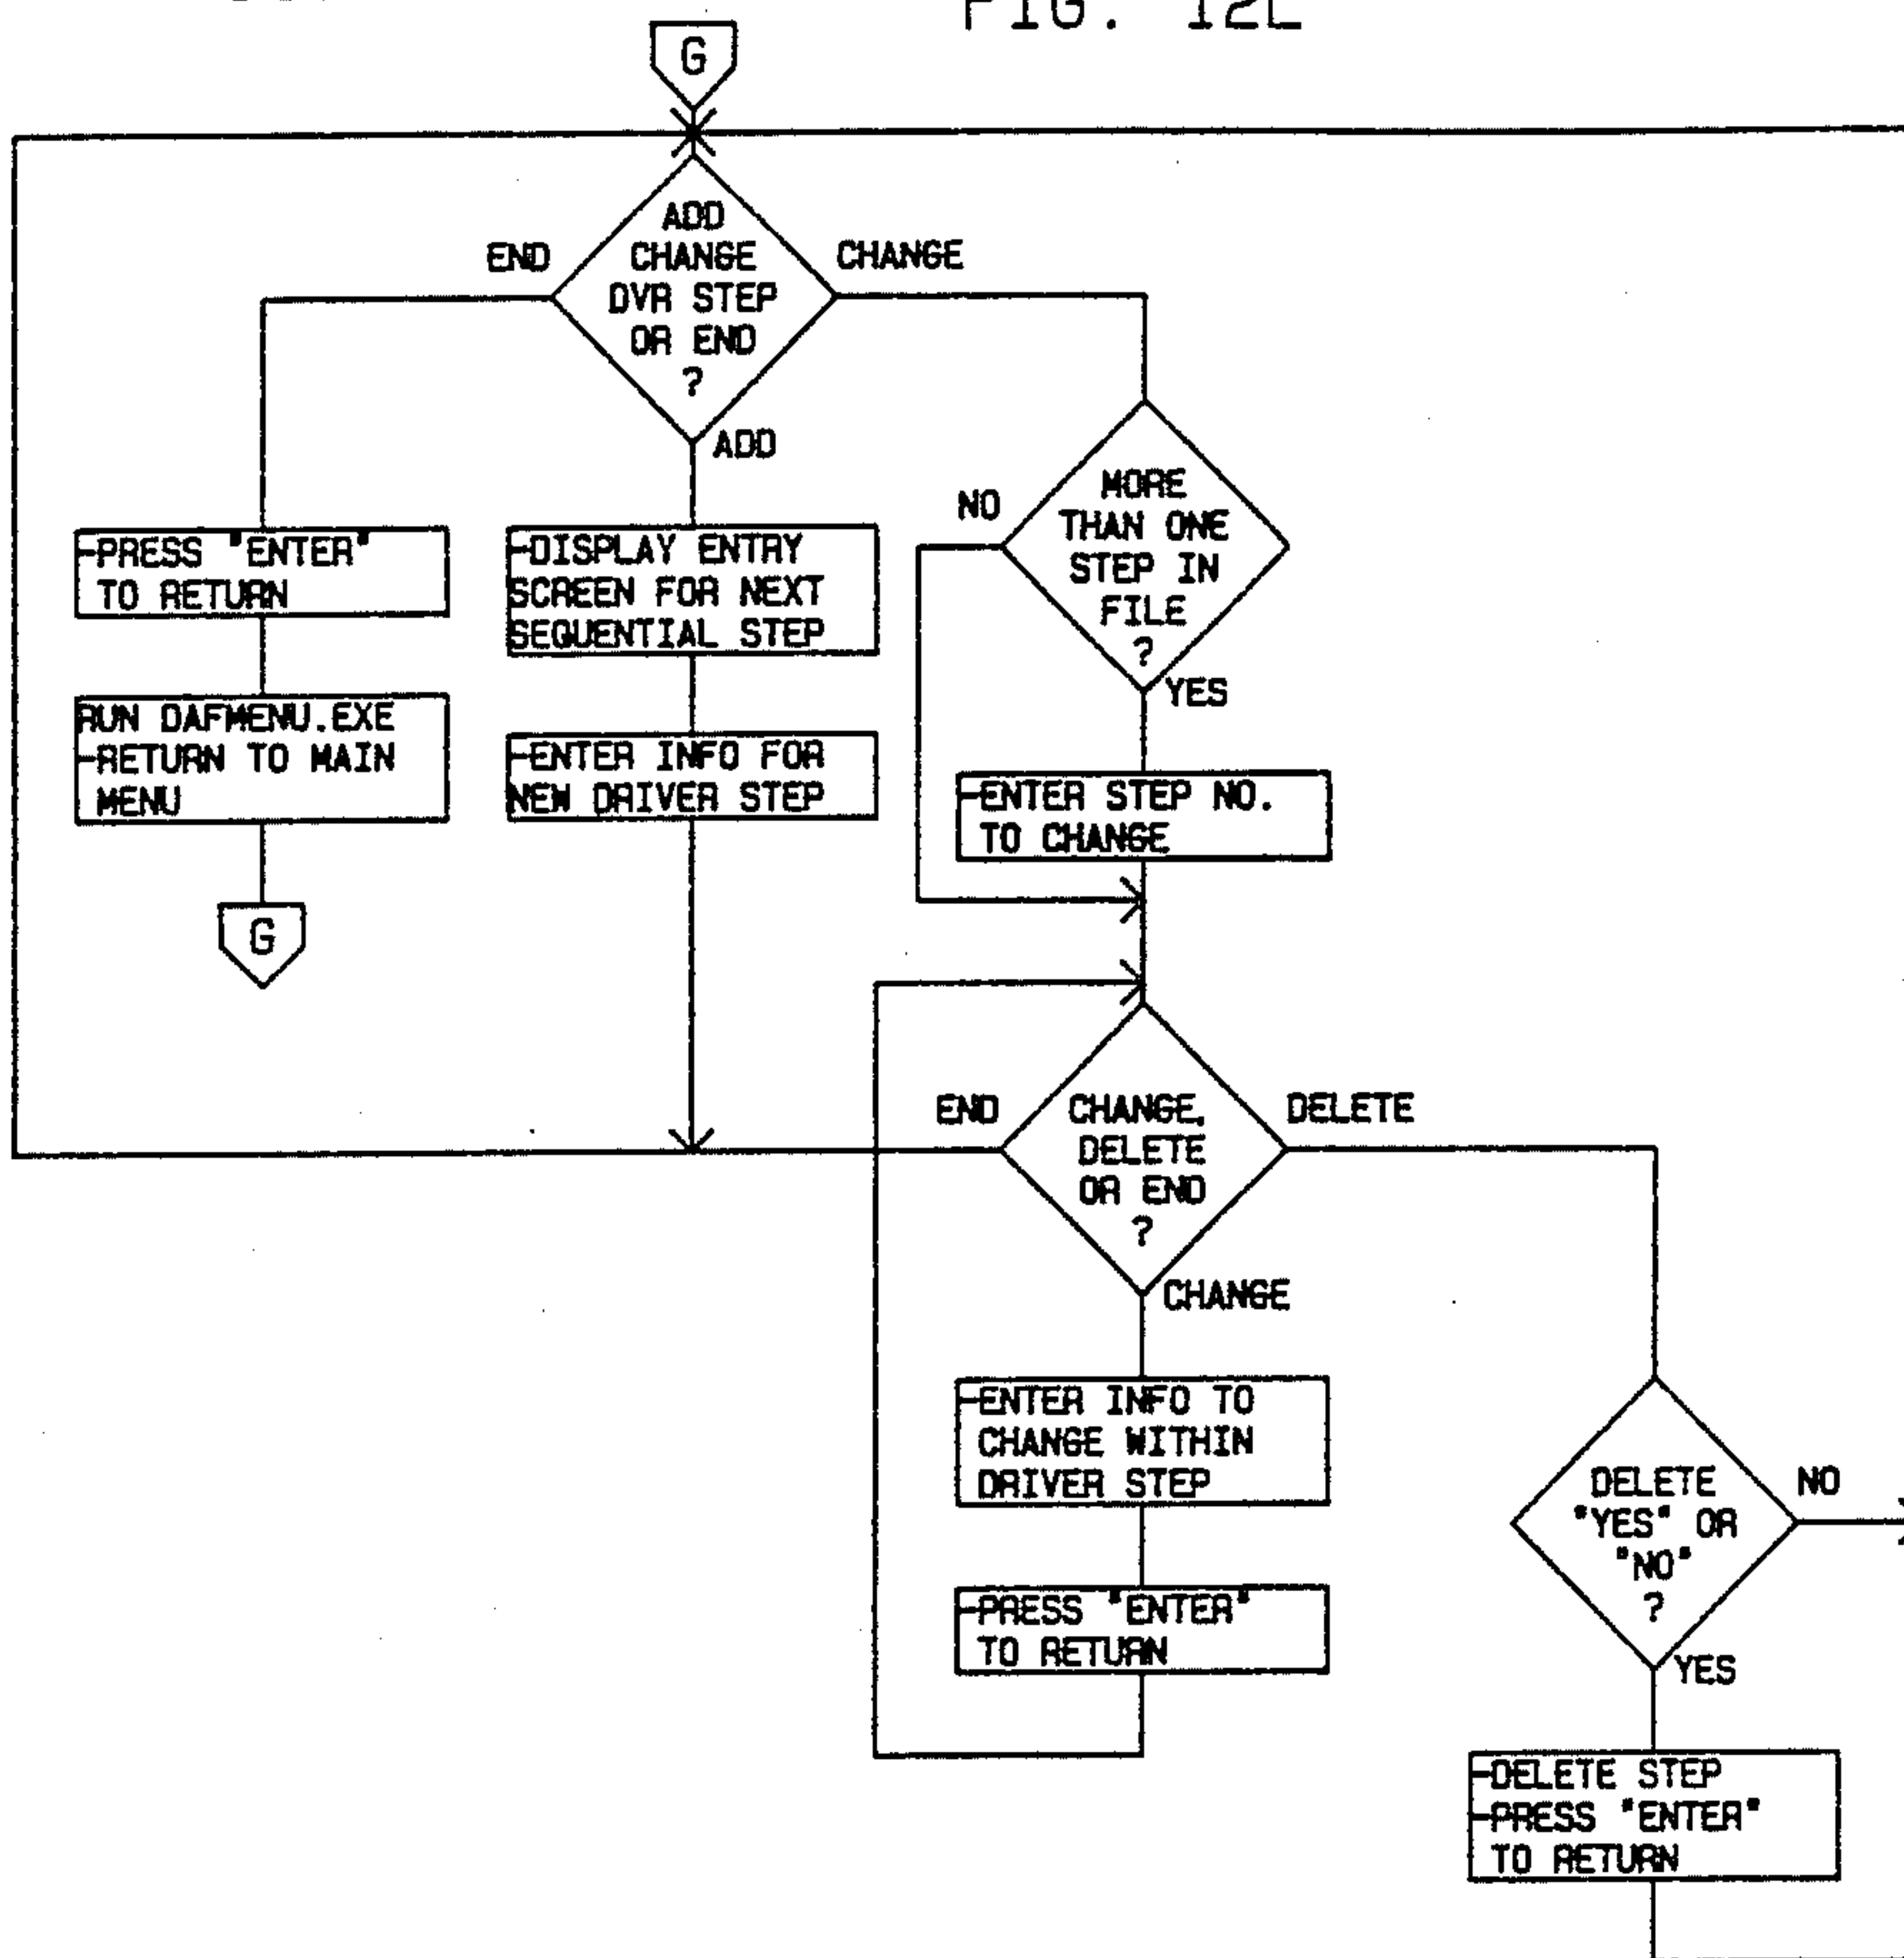 FIG. 12E
G
ADD
CHANGE
DVR STEP
OR END
?
END
CHANGE
ADD
-PRESS "ENTER"
TO RETURN
RUN DAFMENU.EXE
-RETURN TO MAIN
MENU
G
-DISPLAY ENTRY
SCREEN FOR NEXT
SEQUENTIAL STEP
-ENTER INFO FOR
NEW DRIVER STEP
MORE
THAN ONE
STEP IN
FILE
?
NO
YES
-ENTER STEP NO.
TO CHANGE
CHANGE,
DELETE
OR END
?
END
DELETE
CHANGE
-ENTER INFO TO
CHANGE WITHIN
DRIVER STEP
-PRESS "ENTER"
TO RETURN
DELETE
"YES" OR
"NO"
?
NO
YES
-DELETE STEP
-PRESS "ENTER"
TO RETURN